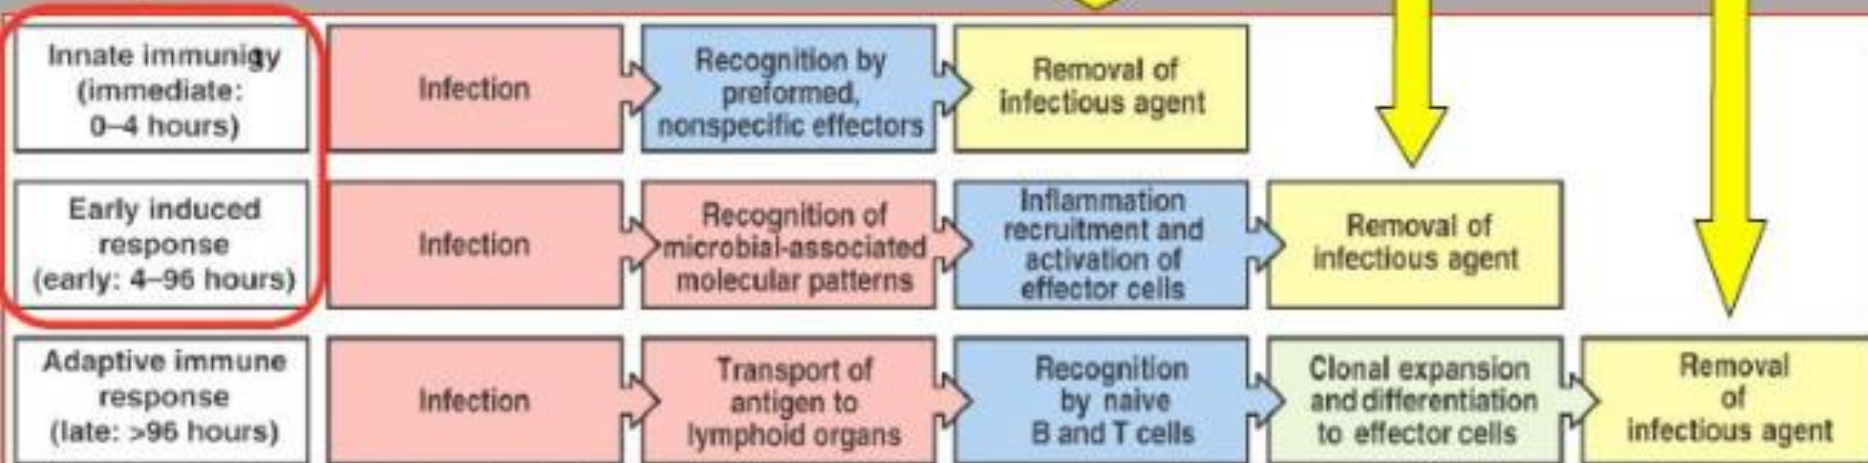 Innate immunigy
(immediate:
0–4 hours)
Infection
Recognition by
preformed,
nonspecific effectors
Removal of
infectious agent
Early induced
response
(early: 4–96 hours)
Infection
Recognition of
microbial-associated
molecular patterns
Inflammation
recruitment and
activation of
effector cells
Removal of
infectious agent
Adaptive immune
response
(late: >96 hours)
Infection
Transport of
antigen to
lymphoid organs
Recognition
by naive
B and T cells
Clonal expansion
and differentiation
to effector cells
Removal
of
infectious agent